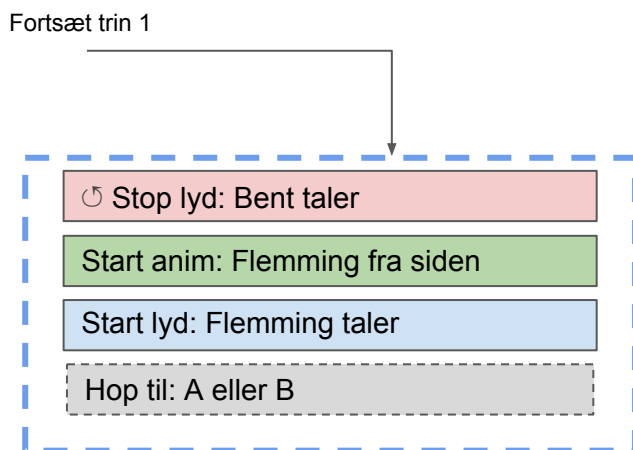 Fortsæt trin 1
↺ Stop lyd: Bent taler
Start anim: Flemming fra siden
Start lyd: Flemming taler
Hop til: A eller B